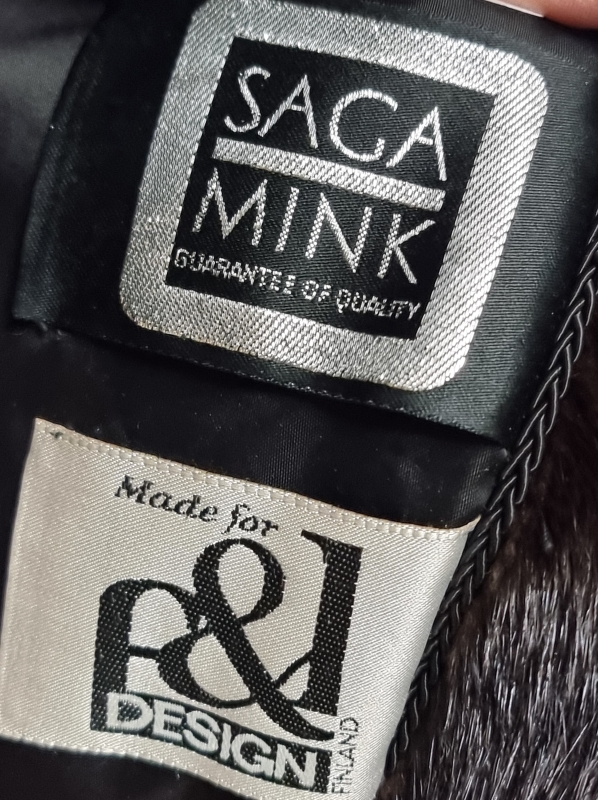 SAGA
MINK
GUARANTEE OF QUALITY
Made for
R&L
DESIGN
FINLAND